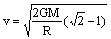 v = √(2GM/R (√2 − 1))